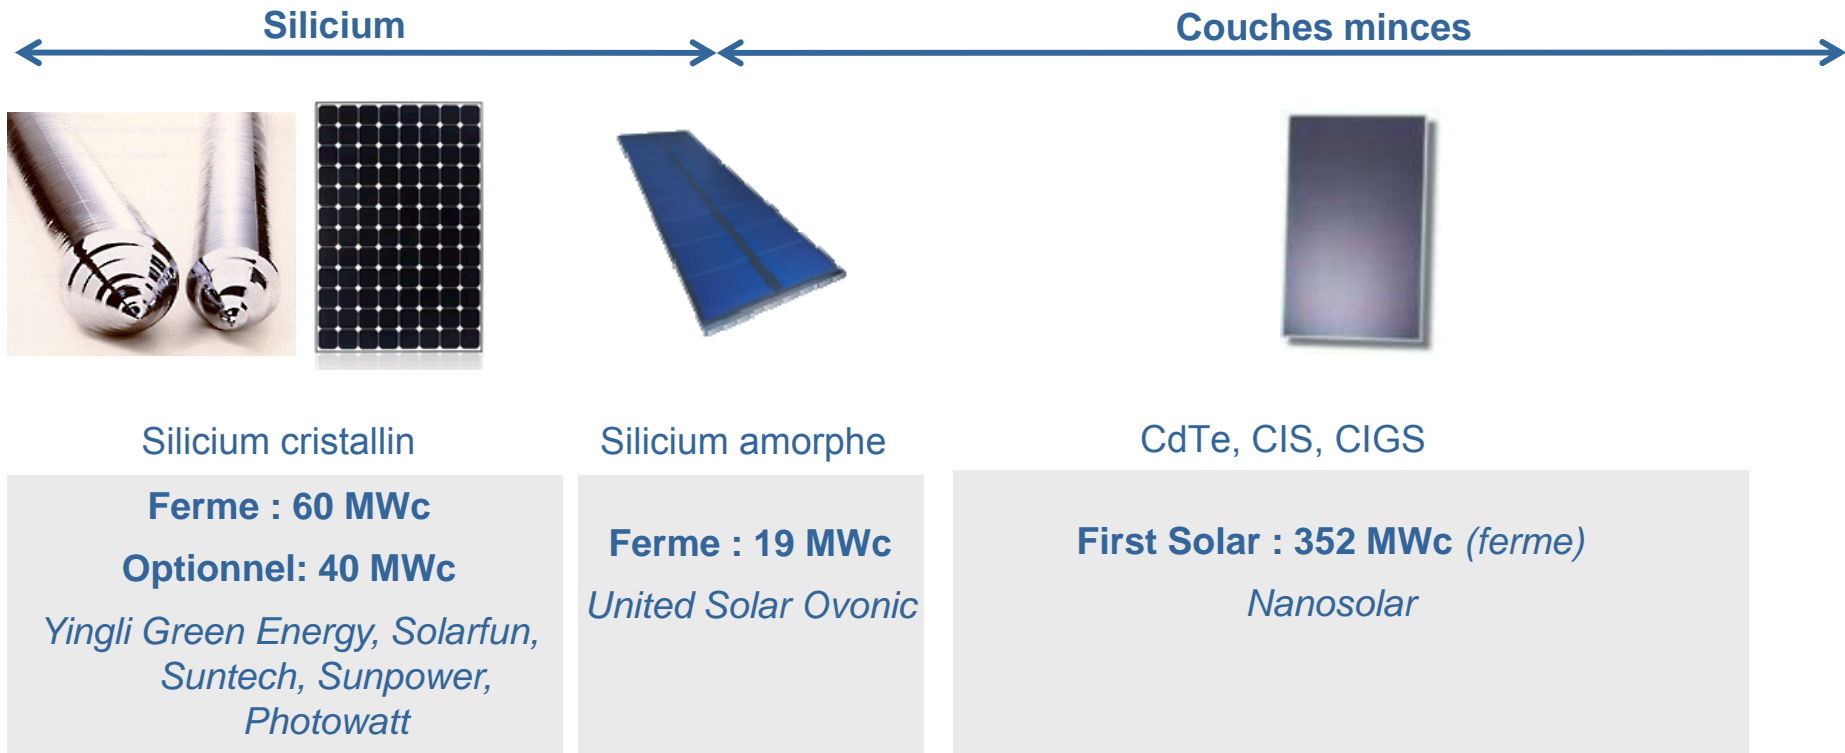 Silicium
Couches minces
Silicium cristallin
Ferme : 60 MWc
Optionnel: 40 MWc
Yingli Green Energy, Solarfun,
Suntech, Sunpower,
Photowatt
Silicium amorphe
Ferme : 19 MWc
United Solar Ovonic
CdTe, CIS, CIGS
First Solar : 352 MWc (ferme)
Nanosolar